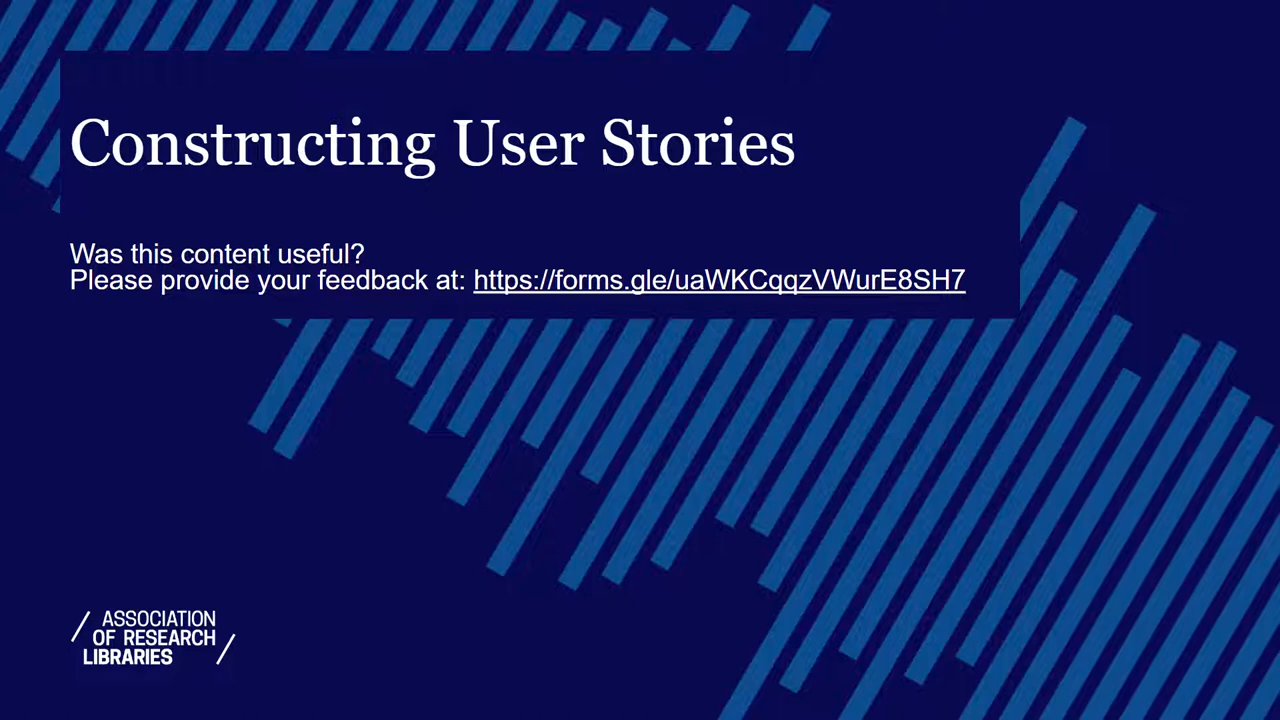 Constructing User Stories
Was this content useful?
Please provide your feedback at: https://forms.gle/uaWKCqqzVWurE8SH7
ASSOCIATION
OF RESEARCH
LIBRARIES